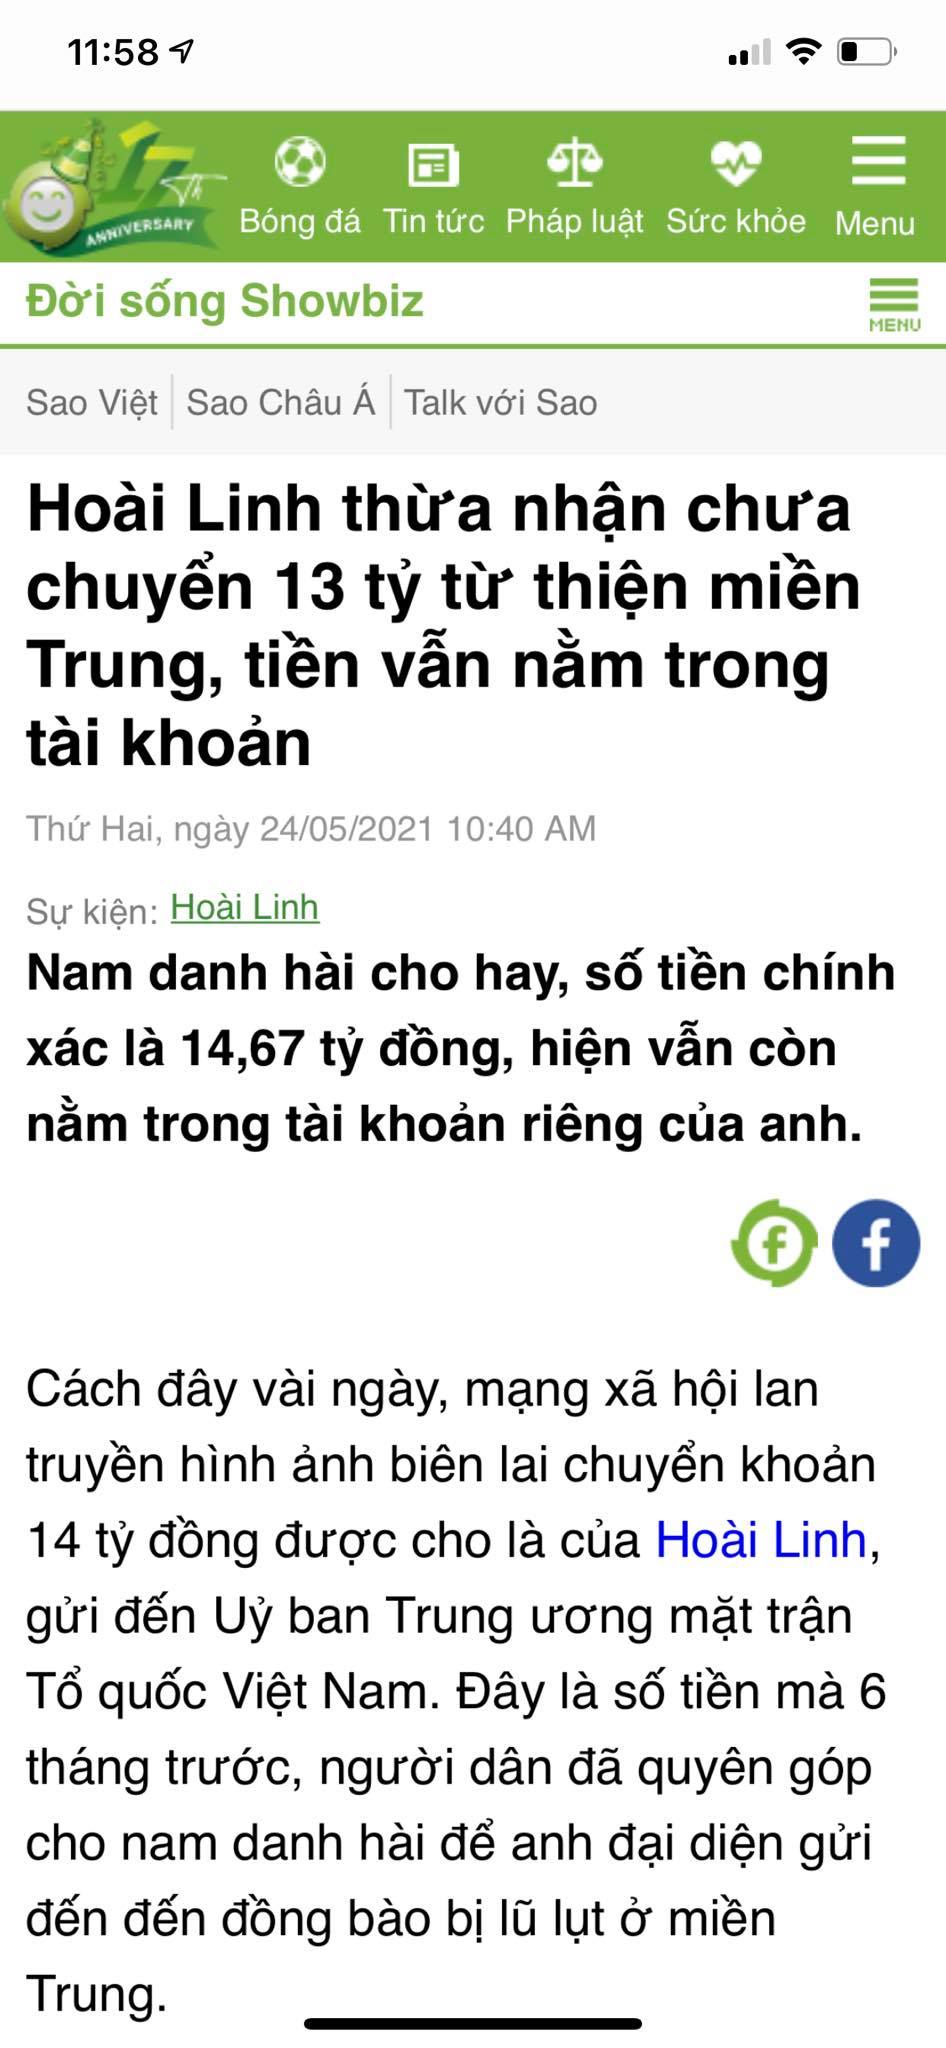 11:58
17th
ANNIVERSARY
Bóng đá Tin tức Pháp luật Sức khỏe Menu
Đời sống Showbiz
MENU
Sao Việt Sao Châu Á Talk với Sao
Hoài Linh thừa nhận chưa
chuyển 13 tỷ từ thiện miền
Trung, tiền vẫn nằm trong
tài khoản
Thứ Hai, ngày 24/05/2021 10:40 AM
Sự kiện: Hoài Linh
Nam danh hài cho hay, số tiền chính
xác là 14,67 tỷ đồng, hiện vẫn còn
nằm trong tài khoản riêng của anh.
Cách đây vài ngày, mạng xã hội lan
truyền hình ảnh biên lai chuyển khoản
14 tỷ đồng được cho là của Hoài Linh,
gửi đến Uỷ ban Trung ương mặt trận
Tổ quốc Việt Nam. Đây là số tiền mà 6
tháng trước, người dân đã quyên góp
cho nam danh hài để anh đại diện gửi
đến đến đồng bào bị lũ lụt ở miền
Trung.